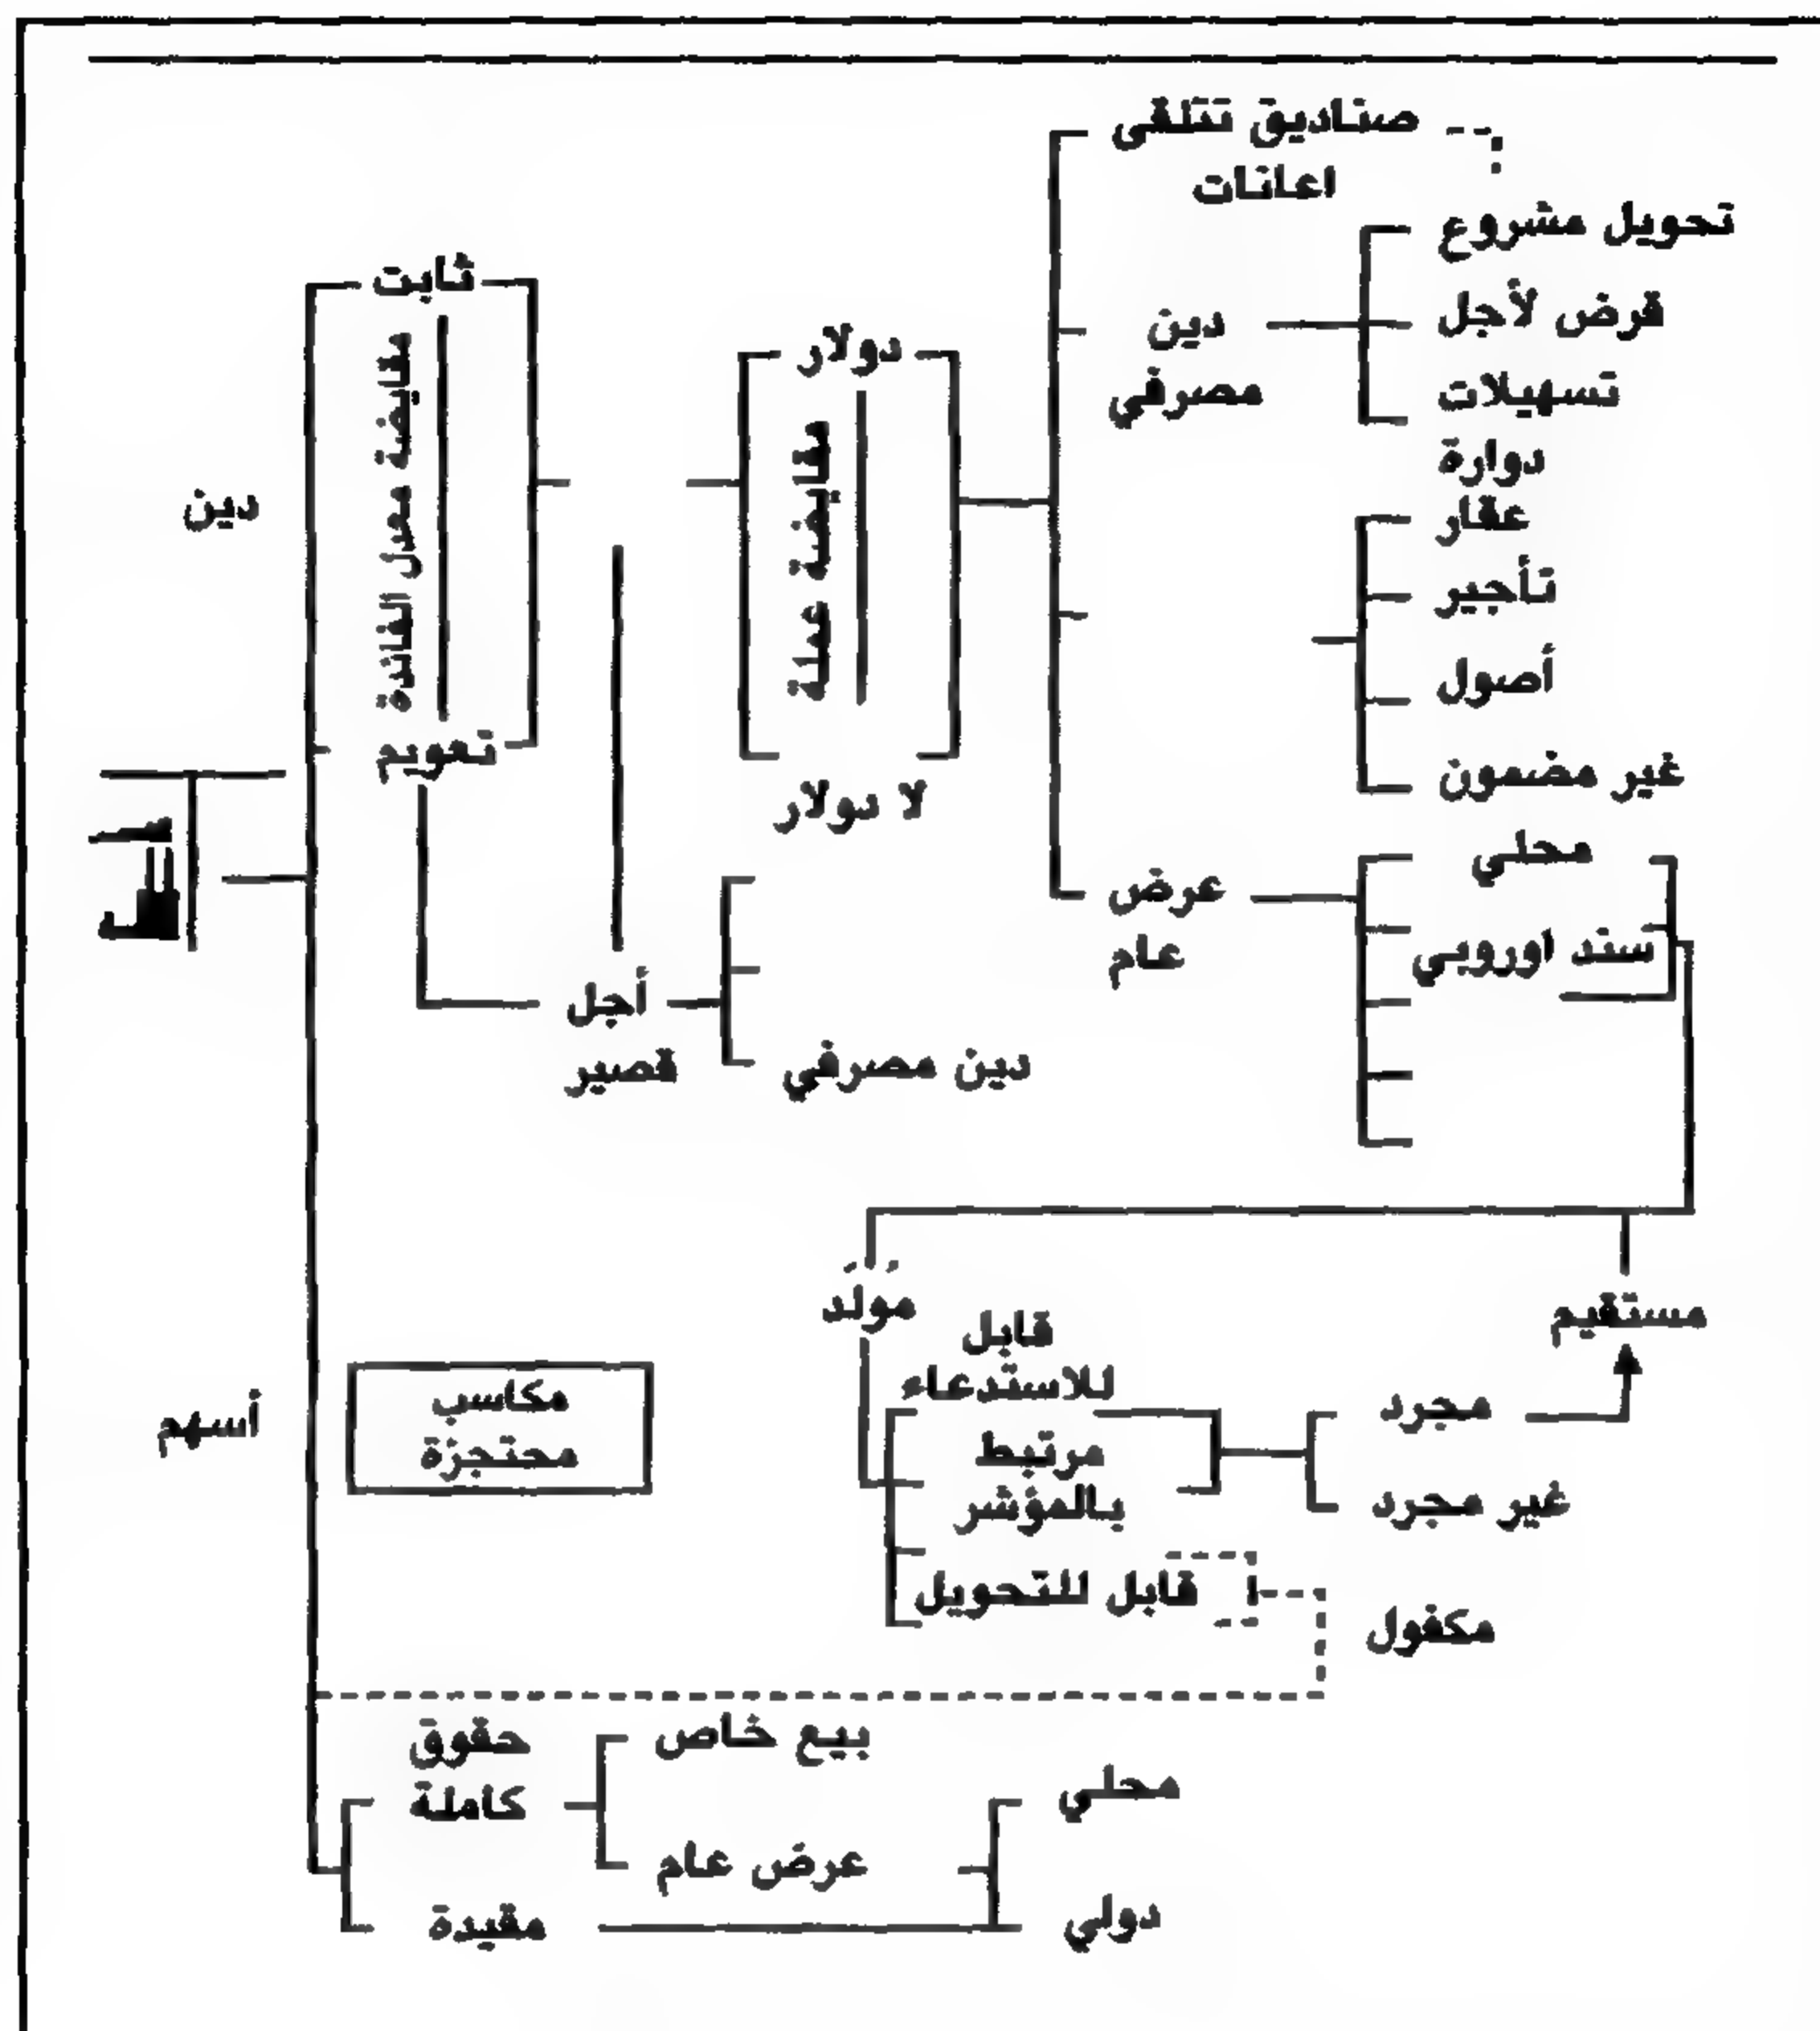 صناديق تتلقى
اعانات
تحويل مشروع
قرض لأجل
تسهيلات
دوارة
دين
مصرفي
عقار
تأجير
أصول
غير مضمون
عرض
عام
محلي
سند اوروبي
ثابت
مقايضة معدل الفائدة
تعويم
دولار
مقايضة عملة
لا دولار
دين
أجل
قصير
دين مصرفي
مولد
مستقيم
قابل
للاستدعاء
مرتبط
بالمؤشر
قابل للتحويل
مجرد
غير مجرد
مكفول
أسهم
مكاسب
محتجزة
حقوق
كاملة
بيع خاص
عرض عام
محلي
مقيدة
دولي